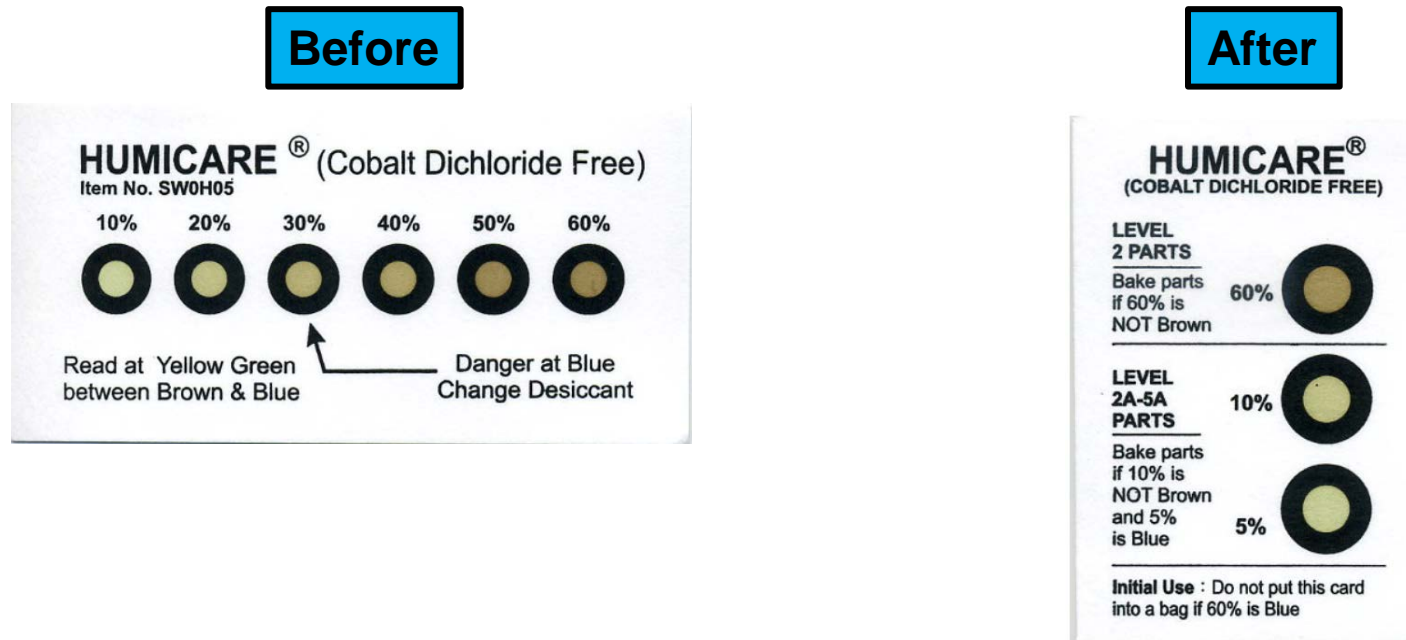 Before
HUMICARE ® (Cobalt Dichloride Free)
Item No. SW0H05
10% 20% 30% 40% 50% 60%
Read at Yellow Green
between Brown & Blue
Danger at Blue
Change Desiccant
After
HUMICARE®
(COBALT DICHLORIDE FREE)
LEVEL
2 PARTS
Bake parts
if 60% is
NOT Brown
60%
LEVEL
2A-5A
PARTS
10%
Bake parts
if 10% is
NOT Brown
and 5%
is Blue
5%
Initial Use : Do not put this card
into a bag if 60% is Blue